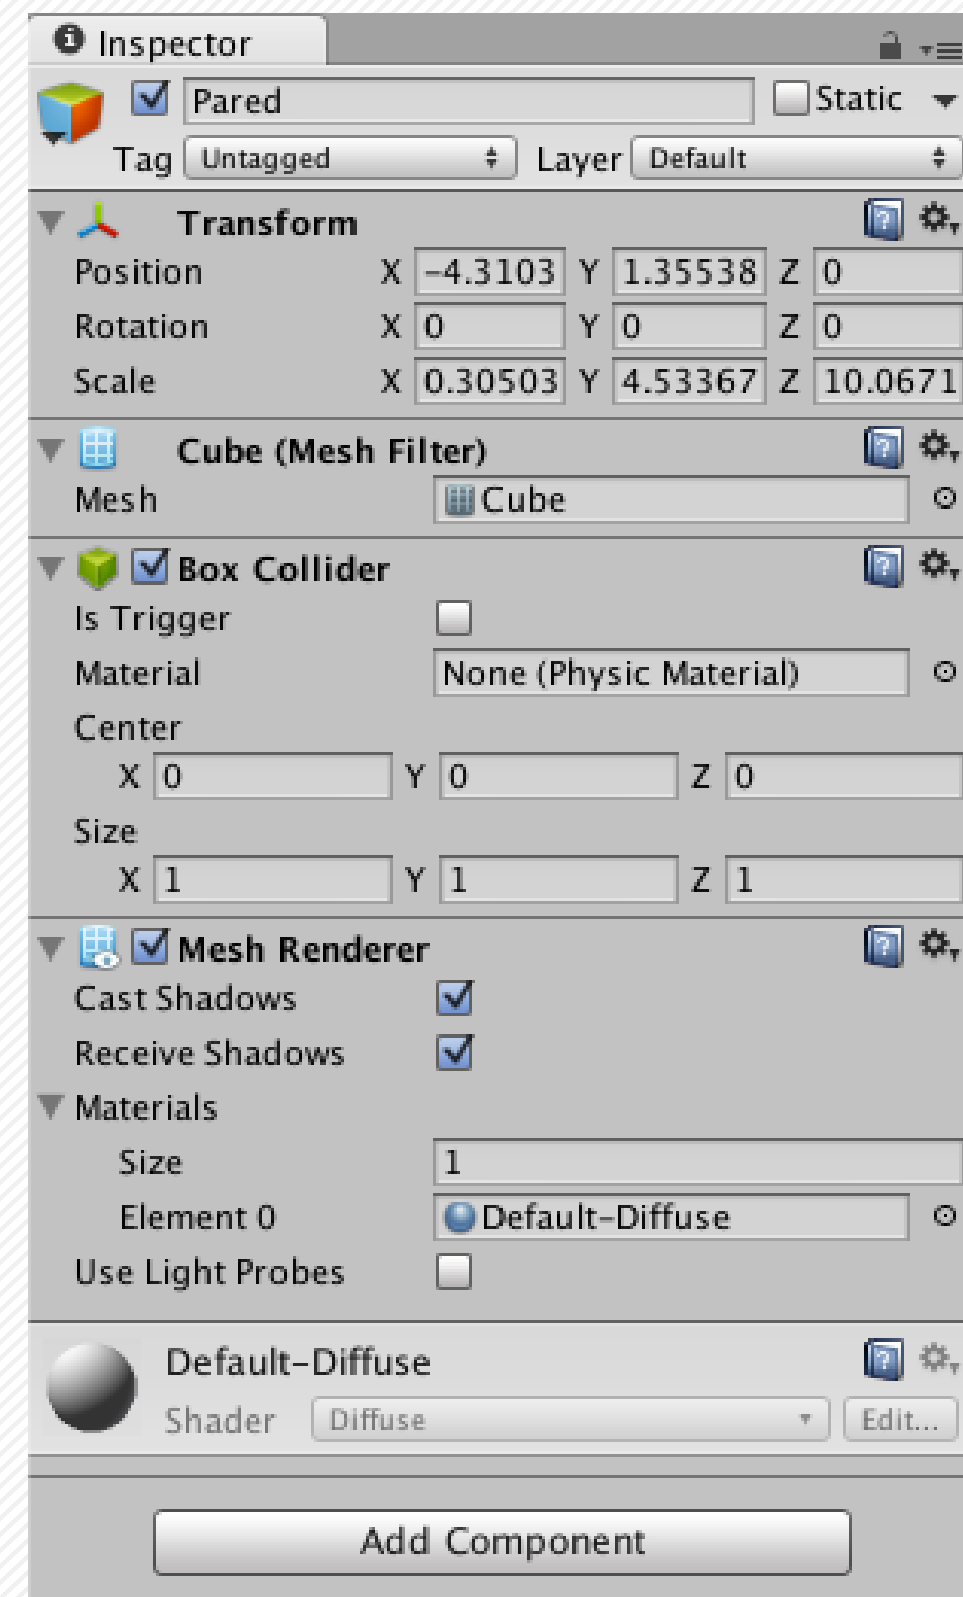 Inspector
Pared Static
Tag Untagged Layer Default
Transform
Position X -4.3103 Y 1.35538 Z 0
Rotation X 0 Y 0 Z 0
Scale X 0.30503 Y 4.53367 Z 10.0671
Cube (Mesh Filter)
Mesh Cube
Box Collider
Is Trigger
Material None (Physic Material)
Center
X 0 Y 0 Z 0
Size
X 1 Y 1 Z 1
Mesh Renderer
Cast Shadows
Receive Shadows
Materials
Size 1
Element 0 Default-Diffuse
Use Light Probes
Default-Diffuse
Shader Diffuse Edit...
Add Component